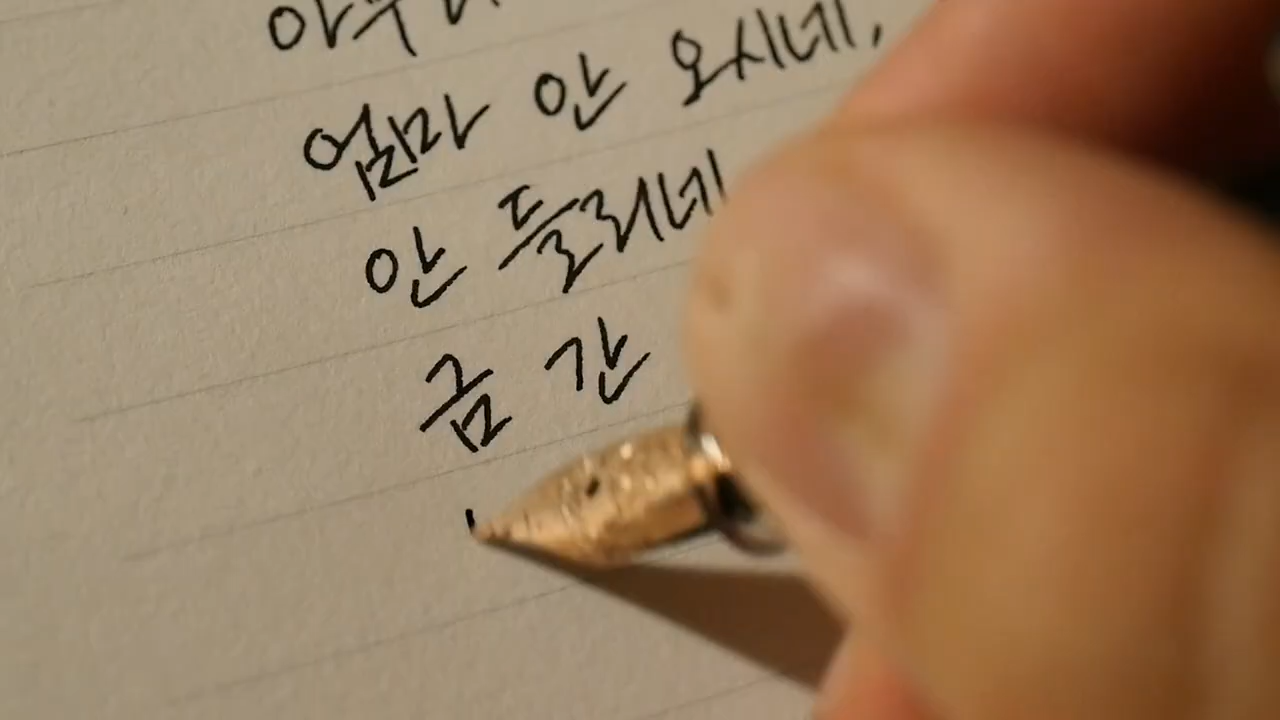 엄마 안 오시네,
안 들리네
금 간